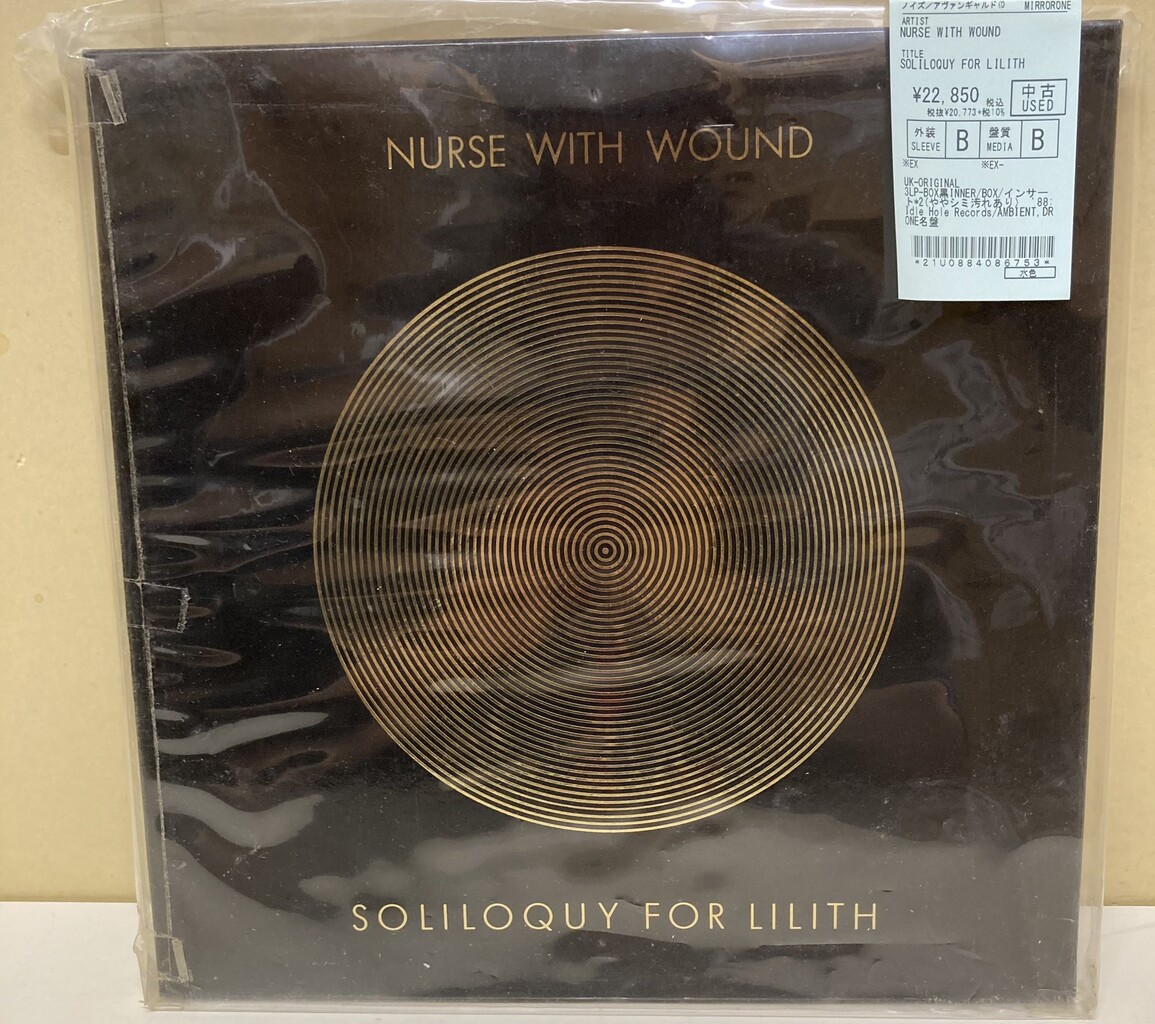 ノイズ/アヴァンギャルド(D MIRRORONE
ARTIST
NURSE WITH WOUND
TITLE
SOLILOQUY FOR LILITH
¥22,850 税込
税抜¥20,773+税10%
中古
USED
外装
SLEEVE
B
盤質
MEDIA
B
※EX ※EX-
UK-ORIGINAL
3LP-BOX黒INNER/BOX/インサー
ト*2(ややシミ汚れあり) '88:
Idle Hole Records/AMBIENT,DR
ONE名盤
*21U0884086753*
水色
NURSE WITH WOUND
SOLILOQUY FOR LILITH